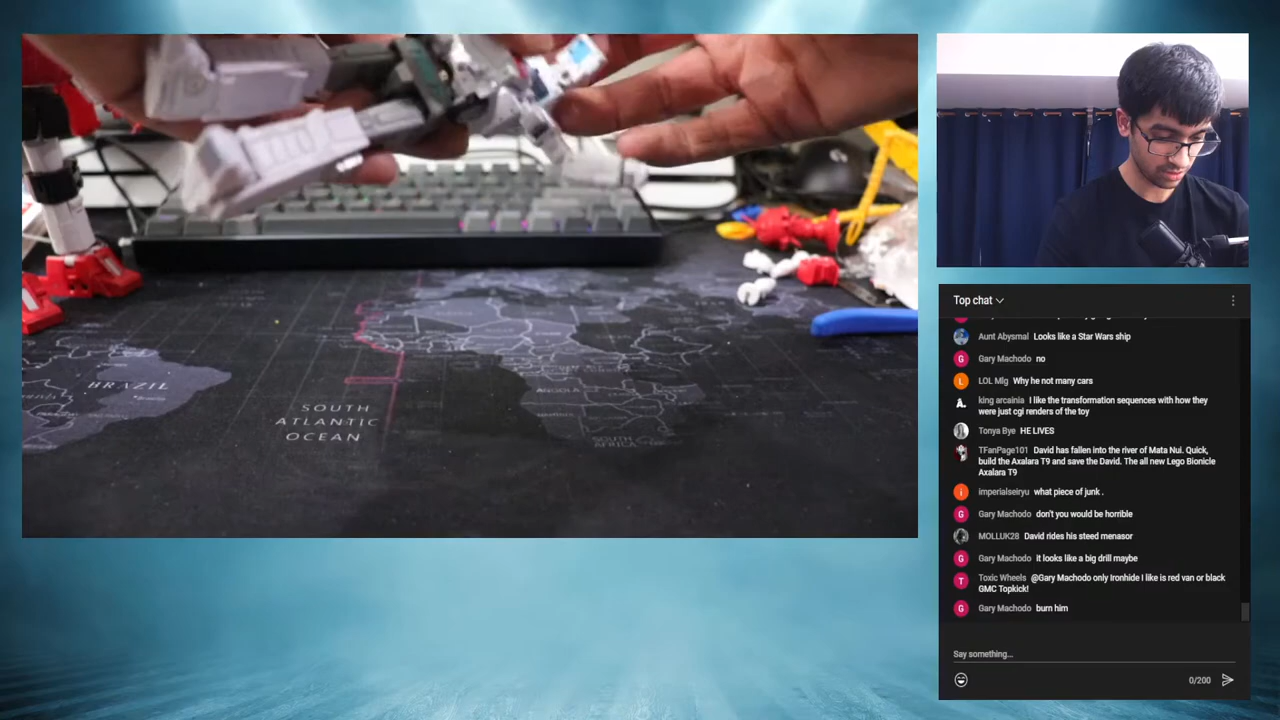 BRAZIL
SOUTH
ATLANTIC
OCEAN
SOUTH
Top chat
Aunt Abysmal Looks like a Star Wars ship
Gary Machodo no
LOL Mlg Why he not many cars
king arcainia I like the transformation sequences with how they
were just cgi renders of the toy
Tonya Bye HE LIVES
TFanPage101 David has fallen into the river of Mata Nui. Quick,
build the Axalara T9 and save the David. The all new Lego Bionicle
Axalara T9
imperialseiryu what piece of junk .
Gary Machodo don't you would be horrible
MOLLUK28 David rides his steed menasor
Gary Machodo It looks like a big drill maybe
Toxic Wheels @Gary Machodo only Ironhide I like is red van or black
GMC Topkick!
Gary Machodo burn him
Say something...
0/200